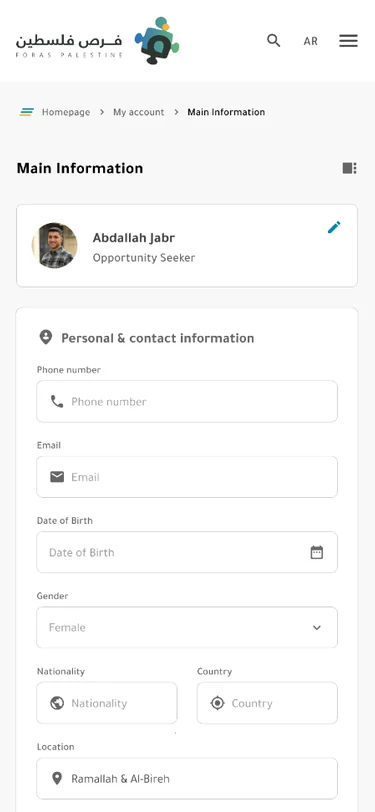 فرص فلسطين
FORAS PALESTINE
AR
Homepage > My account > Main Information
Main Information
Abdallah Jabr
Opportunity Seeker
Personal & contact information
Phone number
Phone number
Email
Email
Date of Birth
Date of Birth
Gender
Female
Nationality
Country
Nationality
Country
Location
Ramallah & Al-Bireh